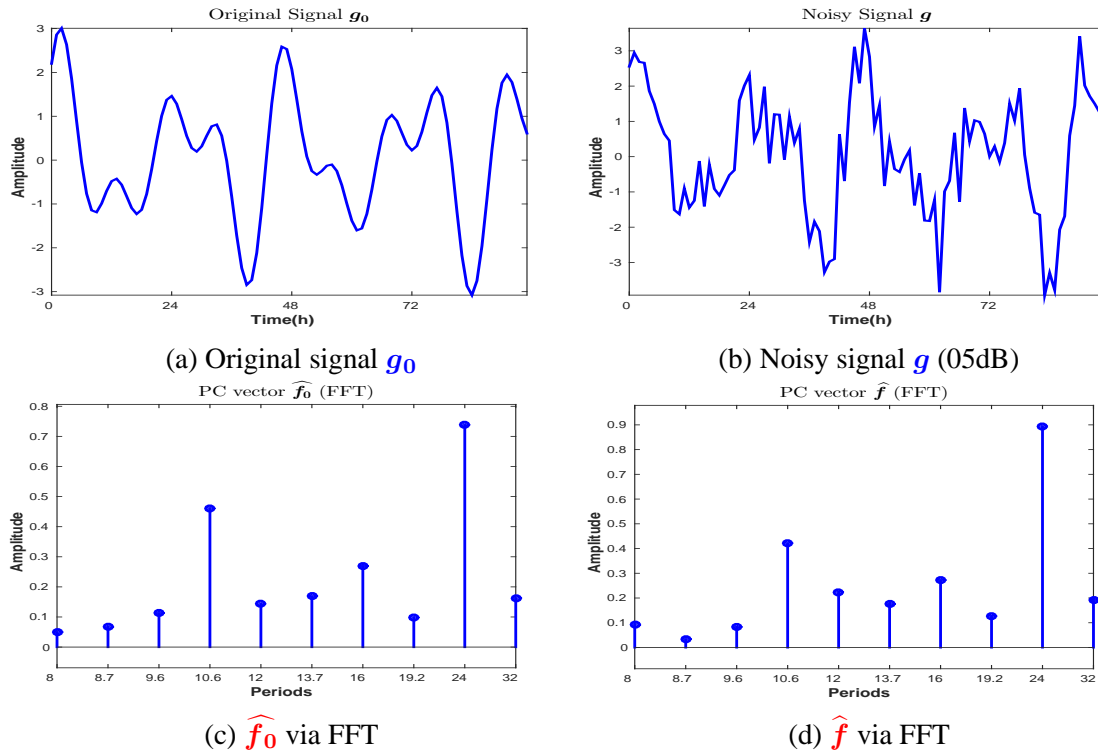 Original Signal g₀
3
2
1
0
-1
-2
-3
Amplitude
0 24 48 72
Time(h)
(a) Original signal g₀
Noisy Signal g
3
2
1
0
-1
-2
-3
Amplitude
0 24 48 72
Time(h)
(b) Noisy signal g (05dB)
PC vector f̂₀ (FFT)
0.8
0.7
0.6
0.5
0.4
0.3
0.2
0.1
0
Amplitude
8 8.7 9.6 10.6 12 13.7 16 19.2 24 32
Periods
(c) f̂₀ via FFT
PC vector f̂ (FFT)
0.9
0.8
0.7
0.6
0.5
0.4
0.3
0.2
0.1
0
Amplitude
8 8.7 9.6 10.6 12 13.7 16 19.2 24 32
Periods
(d) f̂ via FFT